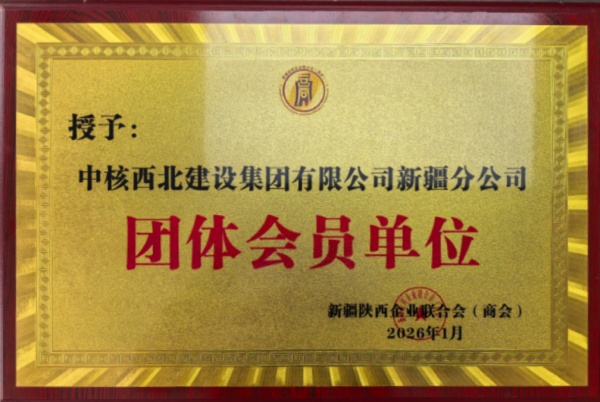 授予：
中核西北建设集团有限公司新疆分公司
团体会员单位
新疆陕西企业联合会（商会）
2026年1月